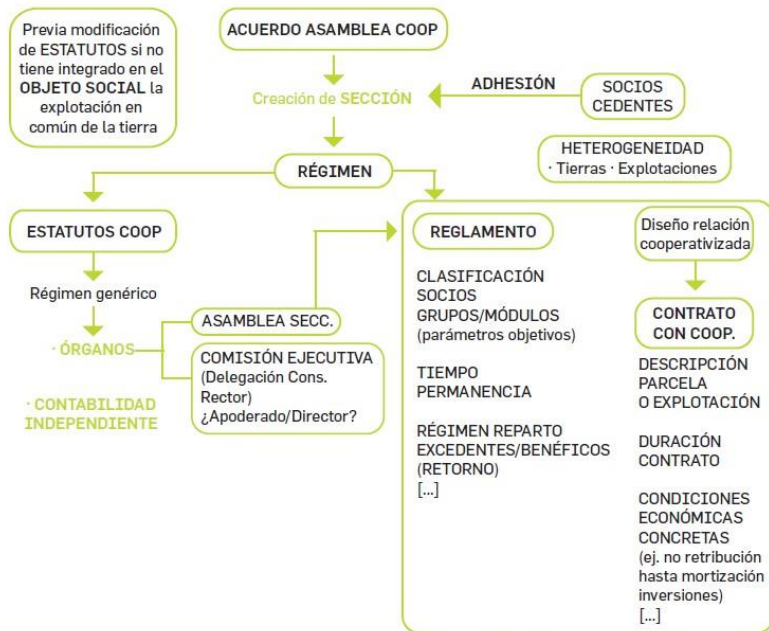 Previa modificación
de ESTATUTOS si no
tiene integrado en el
OBJETO SOCIAL la
explotación en
común de la tierra
ACUERDO ASAMBLEA COOP
Creación de SECCIÓN
ADHESIÓN
SOCIOS
CEDENTES
HETEROGENEIDAD
· Tierras · Explotaciones
RÉGIMEN
ESTATUTOS COOP
Régimen genérico
· ÓRGANOS
· CONTABILIDAD
INDEPENDIENTE
ASAMBLEA SECC.
COMISIÓN EJECUTIVA
(Delegación Cons.
Rector)
¿Apoderado/Director?
REGLAMENTO
CLASIFICACIÓN
SOCIOS
GRUPOS/MÓDULOS
(parámetros objetivos)
TIEMPO
PERMANENCIA
RÉGIMEN REPARTO
EXCEDENTES/BENÉFICOS
(RETORNO)
[...]
Diseño relación
cooperativizada
CONTRATO
CON COOP.
DESCRIPCIÓN
PARCELA
O EXPLOTACIÓN
DURACIÓN
CONTRATO
CONDICIONES
ECONÓMICAS
CONCRETAS
(ej. no retribución
hasta mortización
inversiones)
[...]